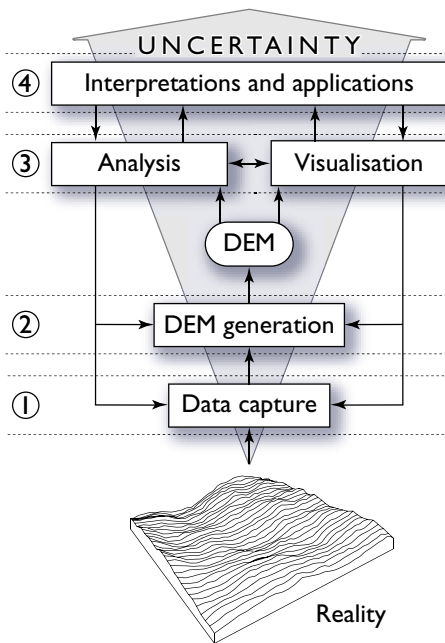 UNCERTAINTY
④ Interpretations and applications
③ Analysis Visualisation
DEM
② DEM generation
① Data capture
Reality